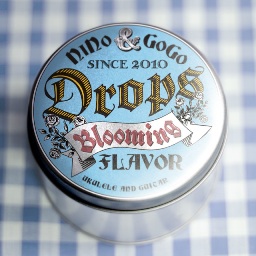 NINO & GOGO
SINCE 2010
Drops
Blooming
FLAVOR
UKULELE AND GUITAR